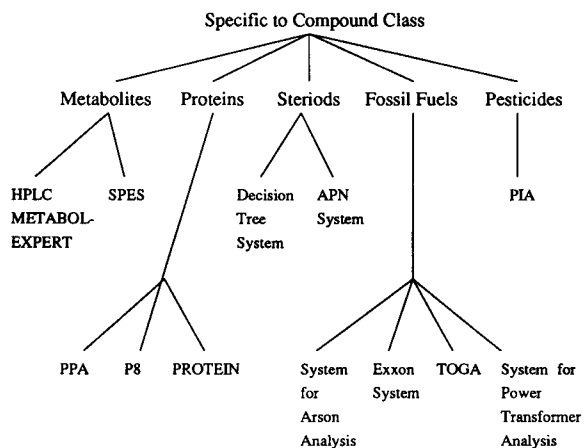 Specific to Compound Class
Metabolites Proteins Steriods Fossil Fuels Pesticides
HPLC
METABOL-
EXPERT
SPES
Decision
Tree
System
APN
System
PIA
PPA P8 PROTEIN
System
for
Arson
Analysis
Exxon
System
TOGA
System for
Power
Transformer
Analysis